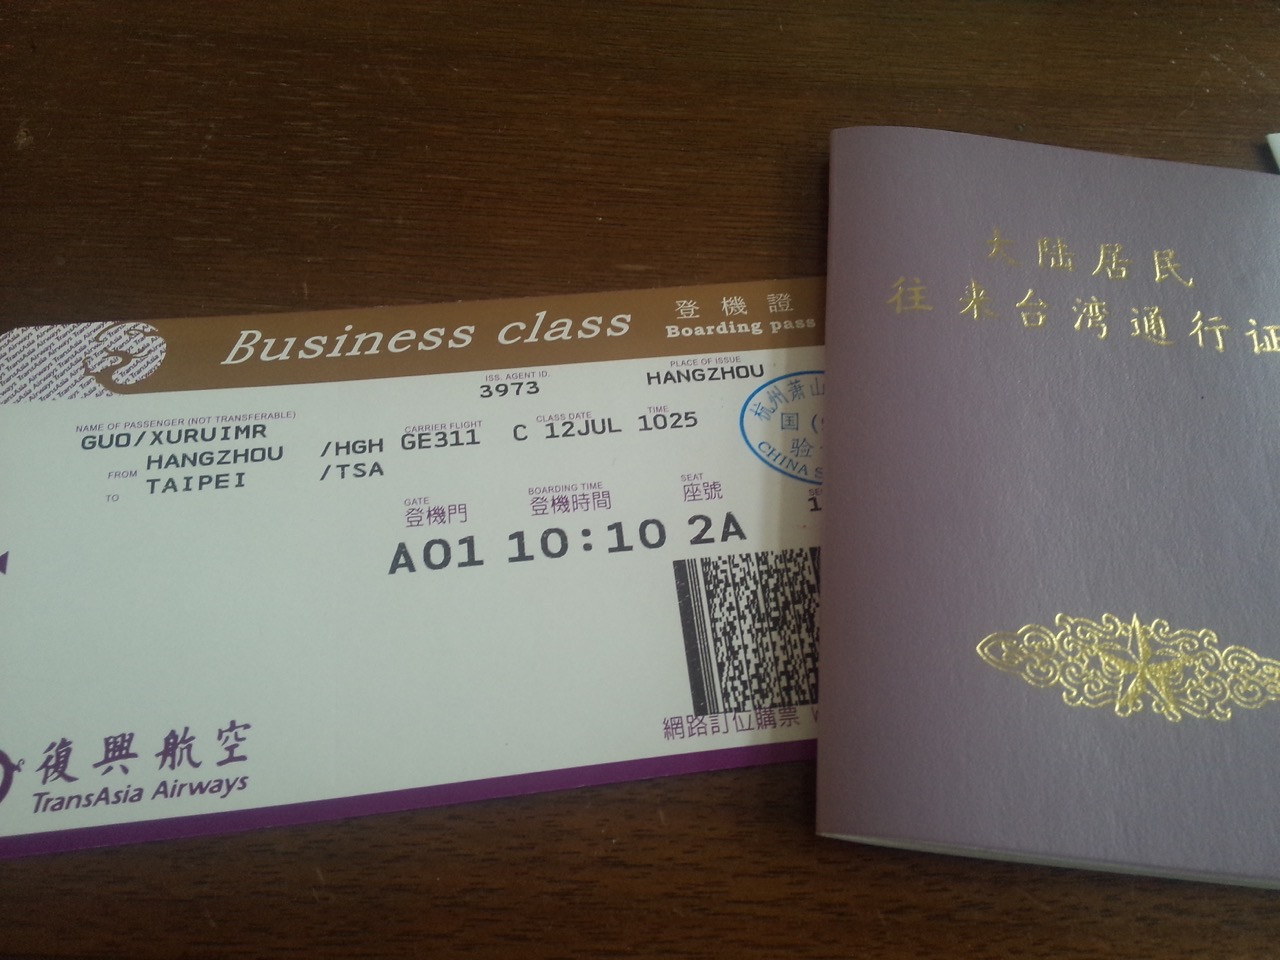 Business class
登機證
Boarding pass
ISS. AGENT ID.
3973
PLACE OF ISSUE
HANGZHOU
NAME OF PASSENGER (NOT TRANSFERABLE)
GUO/XURUIMR
CARRIER FLIGHT
CLASS DATE
TIME
FROM HANGZHOU /HGH GE311 C 12JUL 1025
TO TAIPEI /TSA
GATE
BOARDING TIME
SEAT
登機門 登機時間 座號
A01 10:10 2A
杭州萧山
国
验
CHINA
網路訂位購票
復興航空
TransAsia Airways
大陆居民
往来台湾通行证